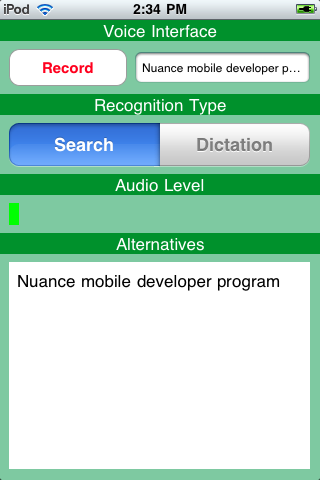 iPod 2:34 PM
Voice Interface
Record Nuance mobile developer p...
Recognition Type
Search Dictation
Audio Level
Alternatives
Nuance mobile developer program